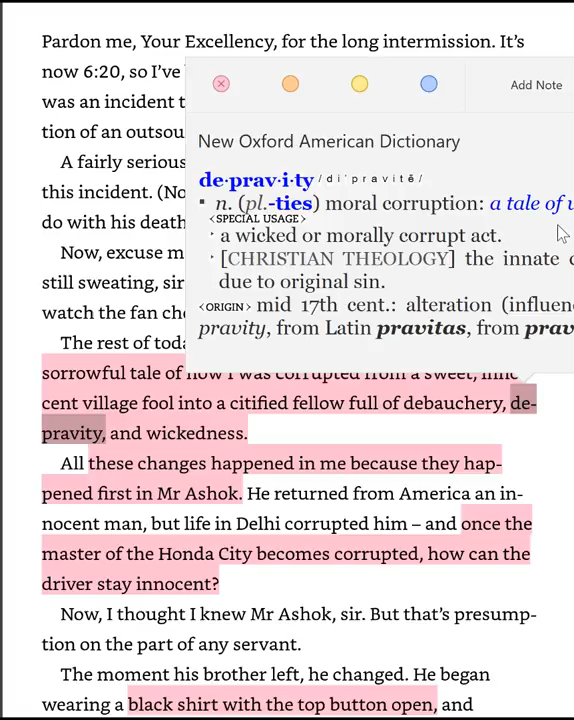 Pardon me, Your Excellency, for the long intermission. It’s
now 6:20, so I’ve
was an incident
tion of an outsou
A fairly serious
this incident. (No
do with his death
Now, excuse m
still sweating, sir
watch the fan
The rest of
Add Note
New Oxford American Dictionary
de·prav·i·ty /diˈpravitē/
▪ n. (pl.-ties) moral corruption: a tale of
‹SPECIAL USAGE›
· a wicked or morally corrupt act.
· [CHRISTIAN THEOLOGY] the innate
due to original sin.
‹ORIGIN› mid 17th cent.: alteration (influen
pravity, from Latin pravitas, from prav
sorrowful tale of how I was corrupted from a sweet, inno-
cent village fool into a citified fellow full of debauchery, de-
pravity, and wickedness.
All these changes happened in me because they hap-
pened first in Mr Ashok. He returned from America an in-
nocent man, but life in Delhi corrupted him – and once the
master of the Honda City becomes corrupted, how can the
driver stay innocent?
Now, I thought I knew Mr Ashok, sir. But that’s presump-
tion on the part of any servant.
The moment his brother left, he changed. He began
wearing a black shirt with the top button open, and